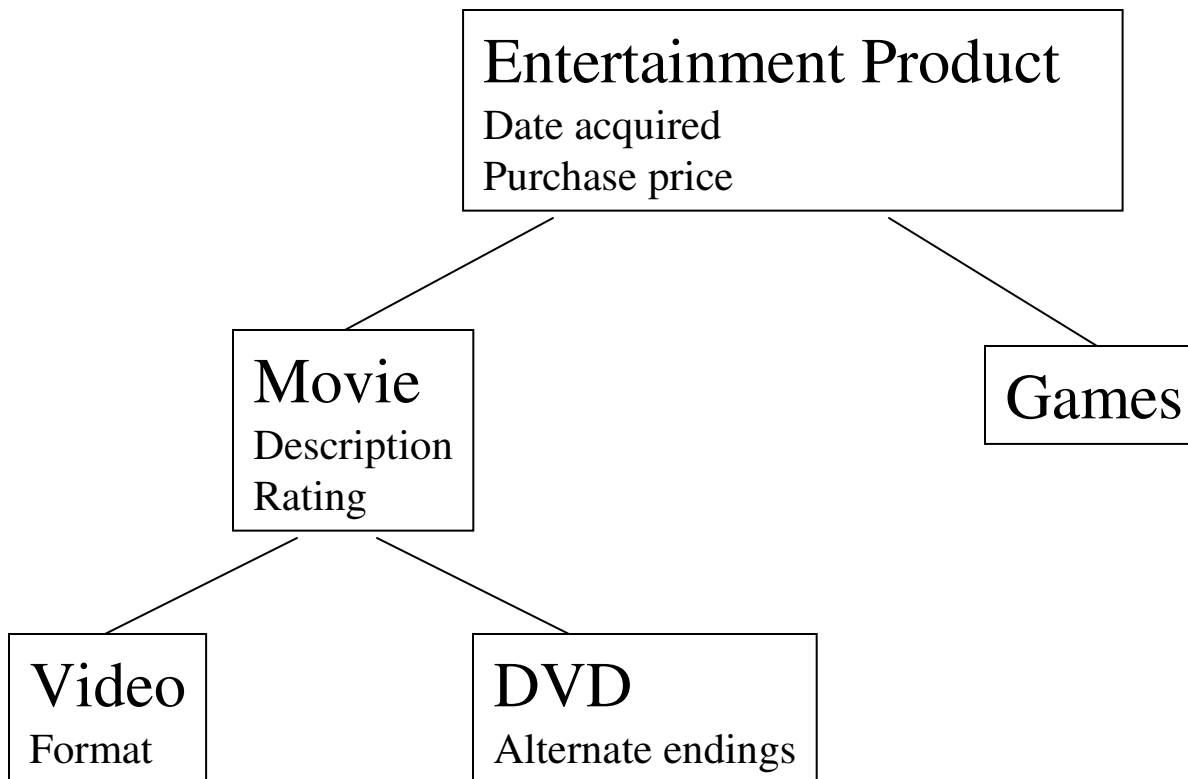 Entertainment Product
Date acquired
Purchase price
Movie
Description
Rating
Games
Video
Format
DVD
Alternate endings